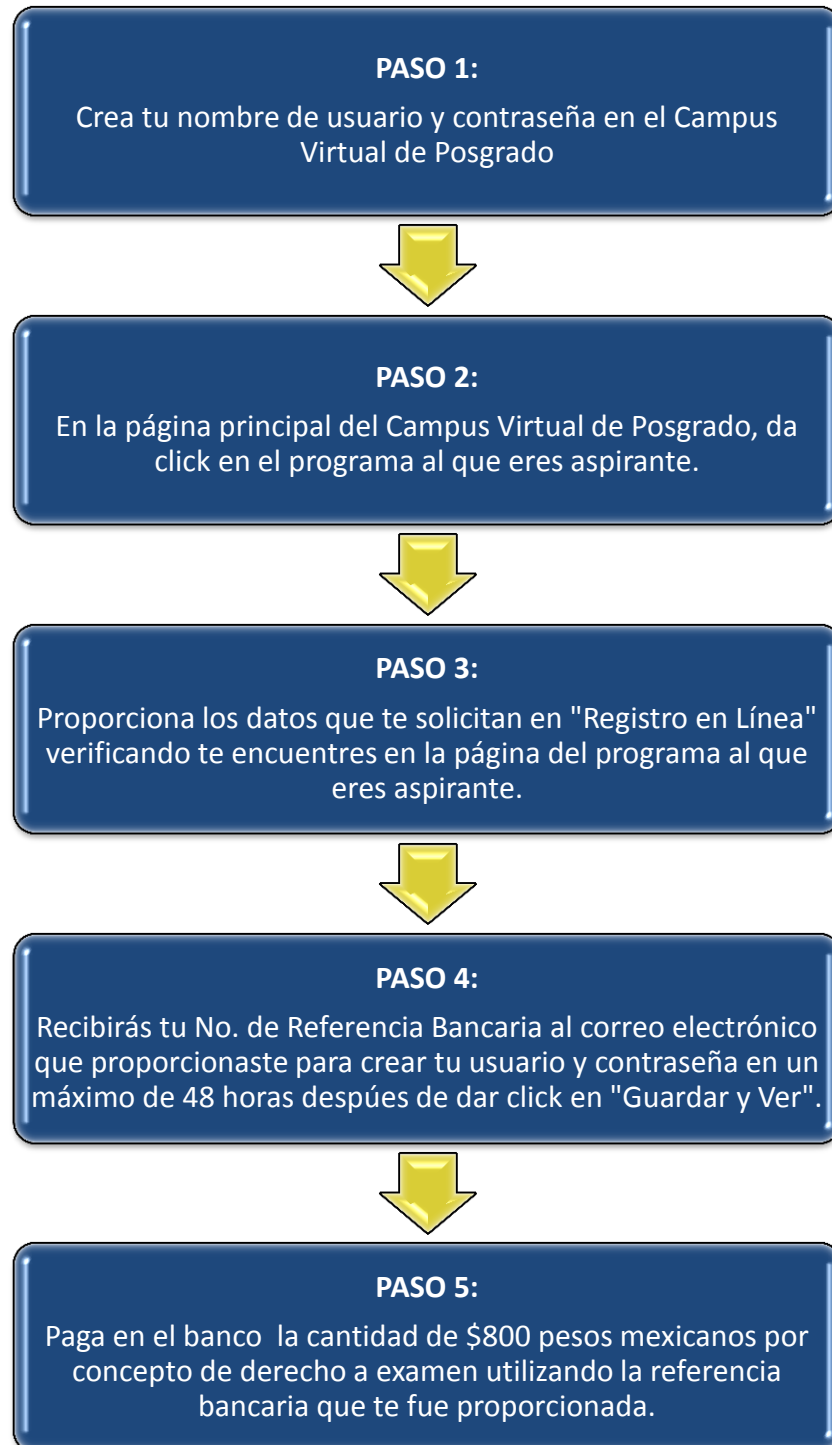 PASO 1:
Crea tu nombre de usuario y contraseña en el Campus
Virtual de Posgrado
PASO 2:
En la página principal del Campus Virtual de Posgrado, da
click en el programa al que eres aspirante.
PASO 3:
Proporciona los datos que te solicitan en "Registro en Línea"
verificando te encuentres en la página del programa al que
eres aspirante.
PASO 4:
Recibirás tu No. de Referencia Bancaria al correo electrónico
que proporcionaste para crear tu usuario y contraseña en un
máximo de 48 horas despúes de dar click en "Guardar y Ver".
PASO 5:
Paga en el banco  la cantidad de $800 pesos mexicanos por
concepto de derecho a examen utilizando la referencia
bancaria que te fue proporcionada.